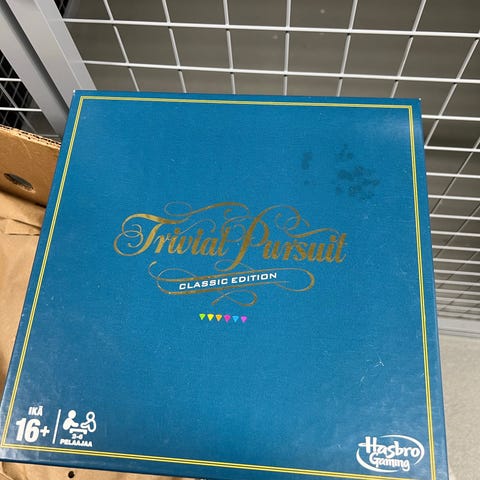 Trivial Pursuit
CLASSIC EDITION
IKÄ
16+
2-6
PELAAJAA
Hasbro
Gaming